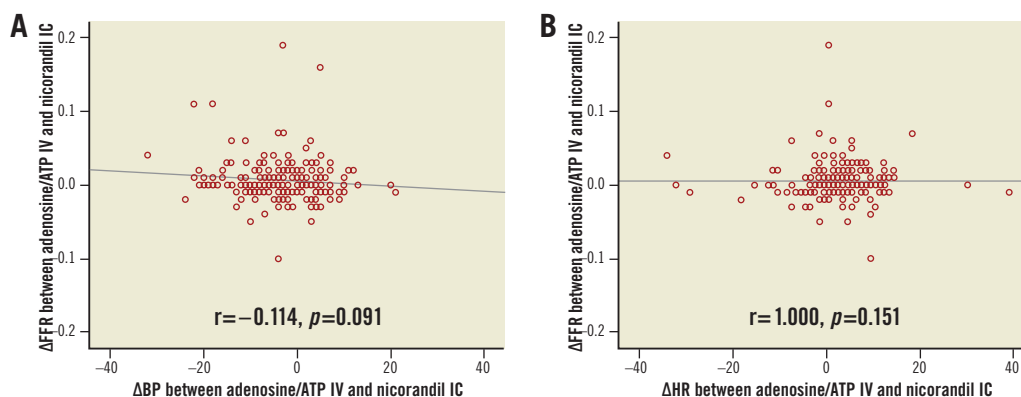 A
ΔFFR between adenosine/ATP IV and nicorandil IC
0.2
0.1
0.0
−0.1
−0.2
r=−0.114, p=0.091
−40 −20 0 20 40
ΔBP between adenosine/ATP IV and nicorandil IC
B
ΔFFR between adenosine/ATP IV and nicorandil IC
0.2
0.1
0.0
−0.1
−0.2
r=1.000, p=0.151
−40 −20 0 20 40
ΔHR between adenosine/ATP IV and nicorandil IC